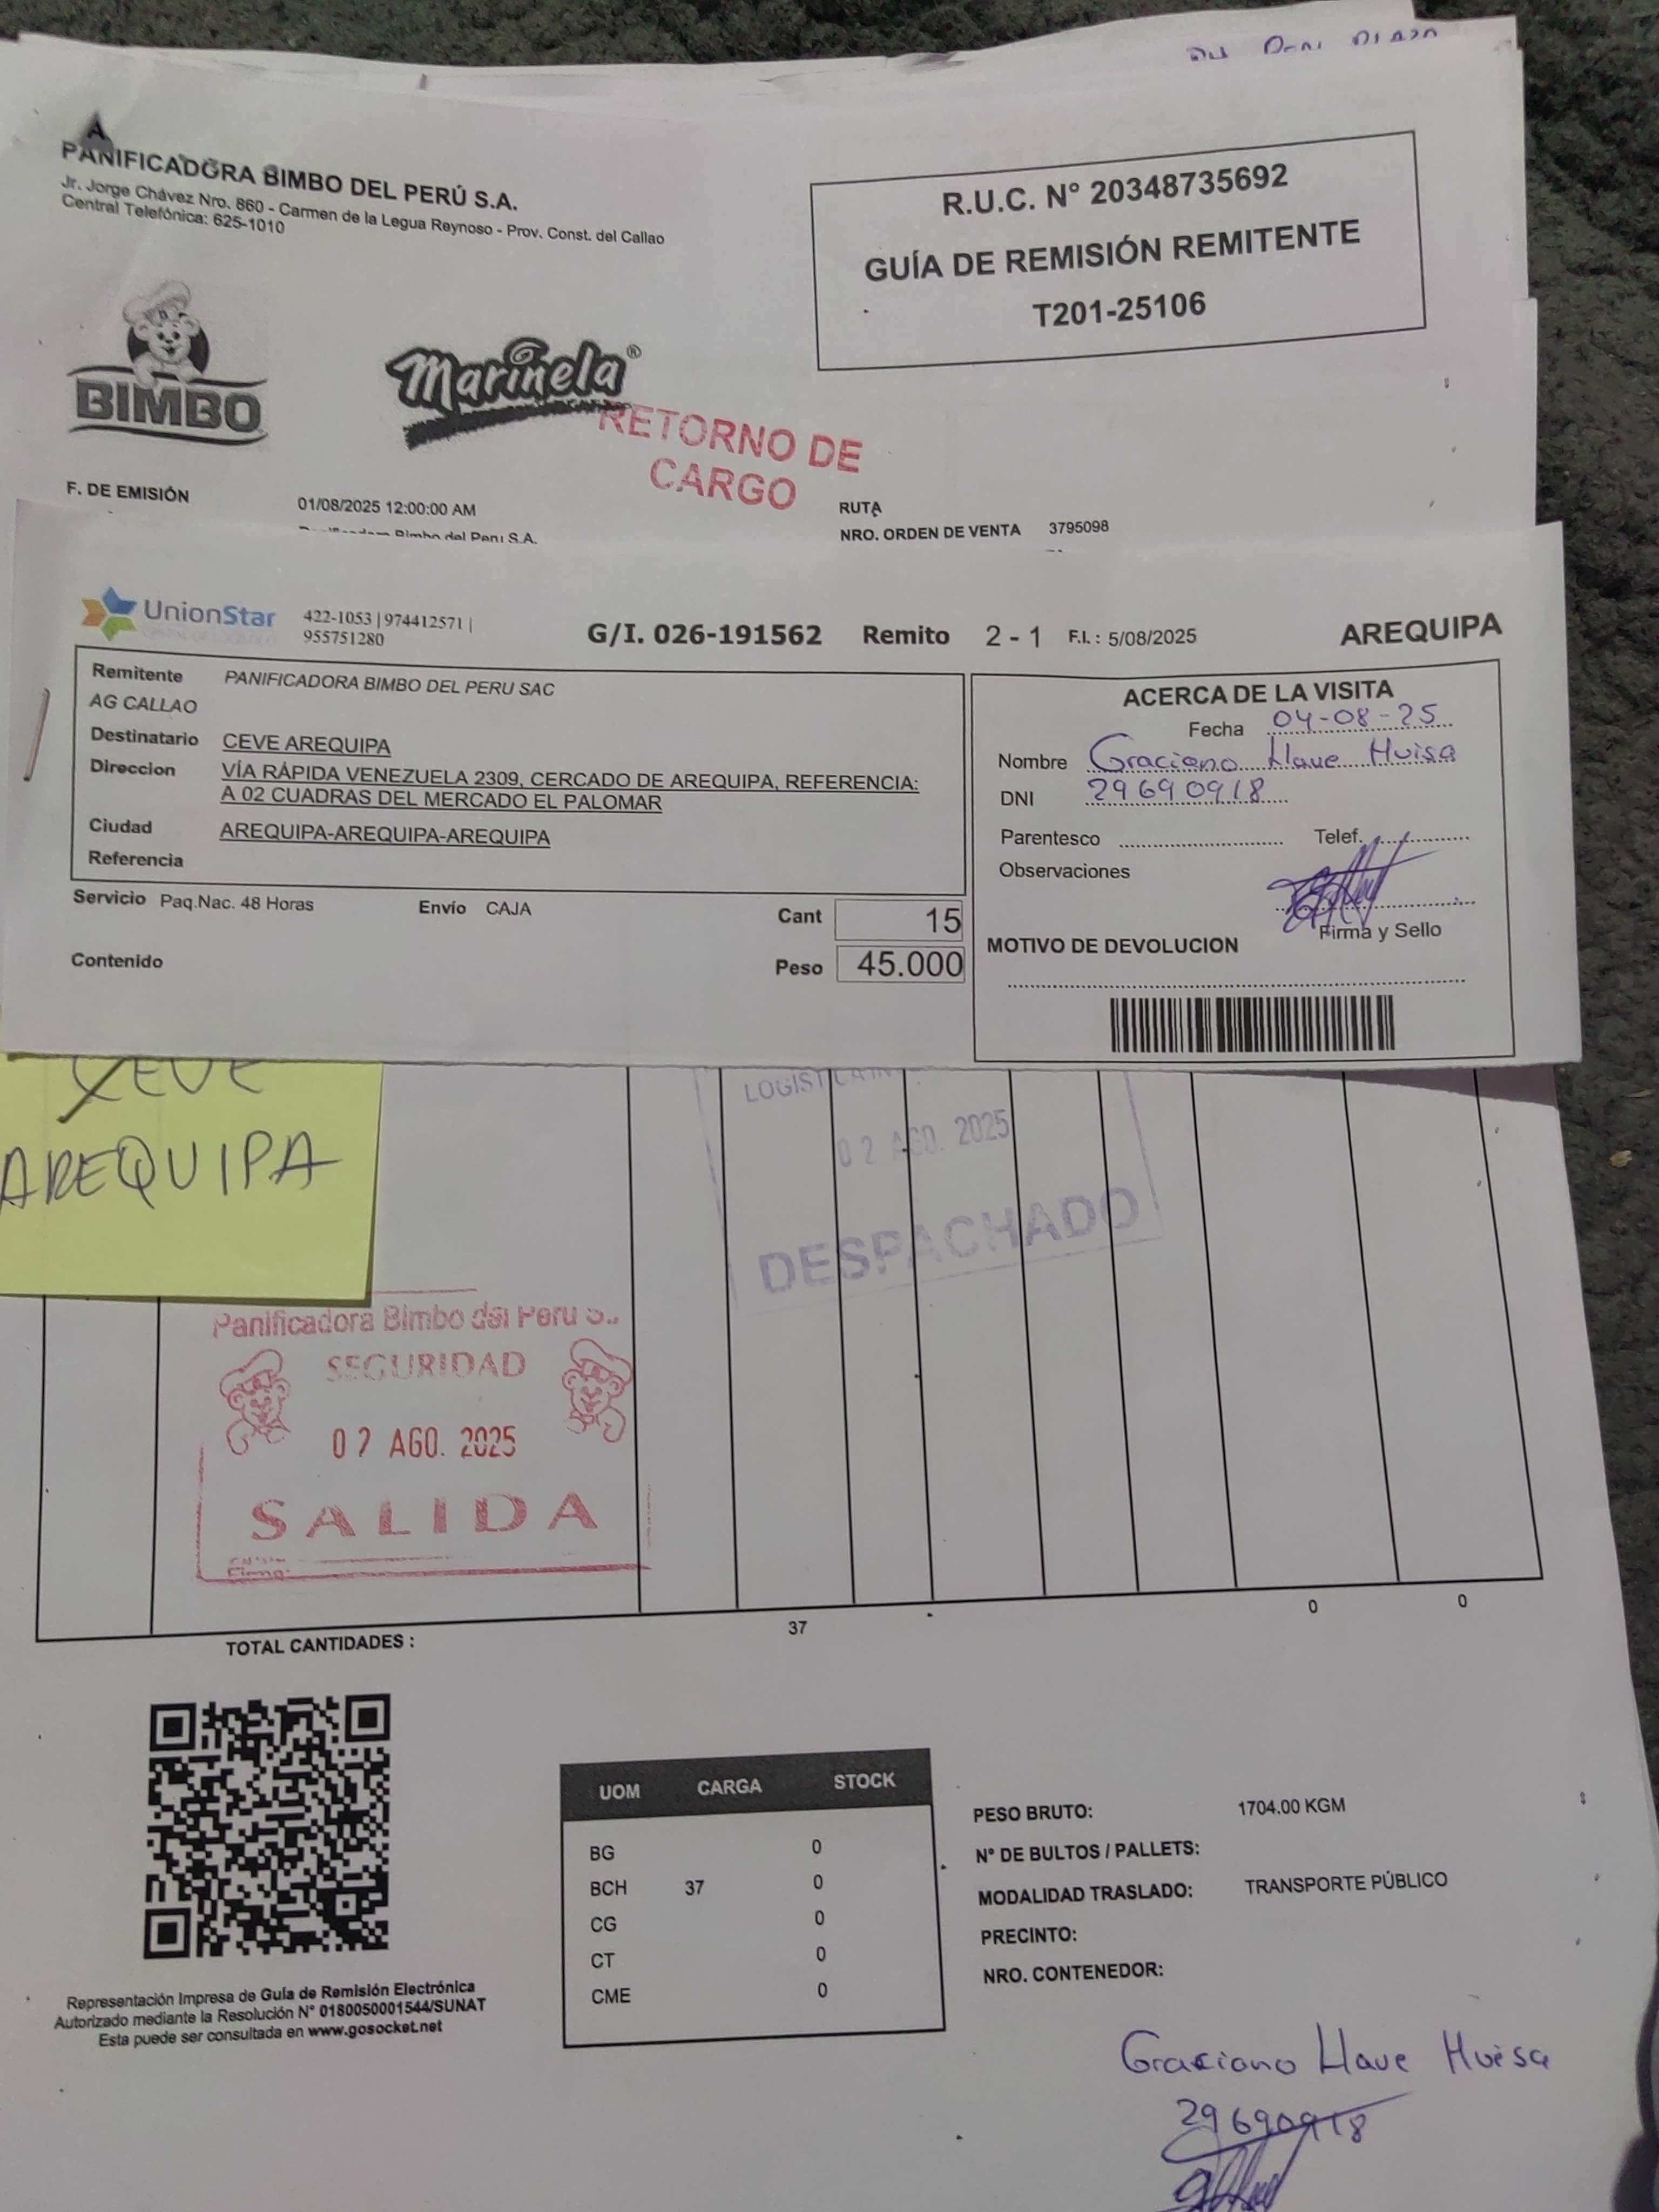 PANIFICADORA BIMBO DEL PERÚ S.A.
Jr. Jorge Chávez Nro. 860 - Carmen de la Legua Reynoso - Prov. Const. del Callao
Central Telefónica: 625-1010
R.U.C. N° 20348735692
GUÍA DE REMISIÓN REMITENTE
T201-25106
BIMBO
Marinela®
RETORNO DE
CARGO
F. DE EMISIÓN 01/08/2025 12:00:00 AM
RUTA
Bimbo del Peru S.A.
NRO. ORDEN DE VENTA 3795098
UnionStar
422-1053 | 974412571 |
955751280
G/I. 026-191562 Remito 2 - 1 F.I.: 5/08/2025 AREQUIPA
Remitente PANIFICADORA BIMBO DEL PERU SAC
AG CALLAO
Destinatario CEVE AREQUIPA
Direccion VÍA RÁPIDA VENEZUELA 2309, CERCADO DE AREQUIPA, REFERENCIA:
A 02 CUADRAS DEL MERCADO EL PALOMAR
Ciudad AREQUIPA-AREQUIPA-AREQUIPA
Referencia
Servicio Paq.Nac. 48 Horas Envío CAJA Cant 15
Contenido Peso 45.000
ACERCA DE LA VISITA
Fecha 04-08-25
Nombre Graciano Llave Huisa
DNI 29690918
Parentesco Telef.
Observaciones
Firma y Sello
MOTIVO DE DEVOLUCION
CEVE
AREQUIPA
02 AGO. 2025
DESPACHADO
Panificadora Bimbo del Peru S..
SEGURIDAD
02 AGO. 2025
SALIDA
Firma:
TOTAL CANTIDADES : 37 0 0
UOM CARGA STOCK
BG 0
BCH 37 0
CG 0
CT 0
CME 0
PESO BRUTO: 1704.00 KGM
N° DE BULTOS / PALLETS:
MODALIDAD TRASLADO: TRANSPORTE PÚBLICO
PRECINTO:
NRO. CONTENEDOR:
Representación Impresa de Guía de Remisión Electrónica
Autorizado mediante la Resolución N° 0180050001544/SUNAT
Esta puede ser consultada en www.gosocket.net
Graciano Llave Huisa
29690918